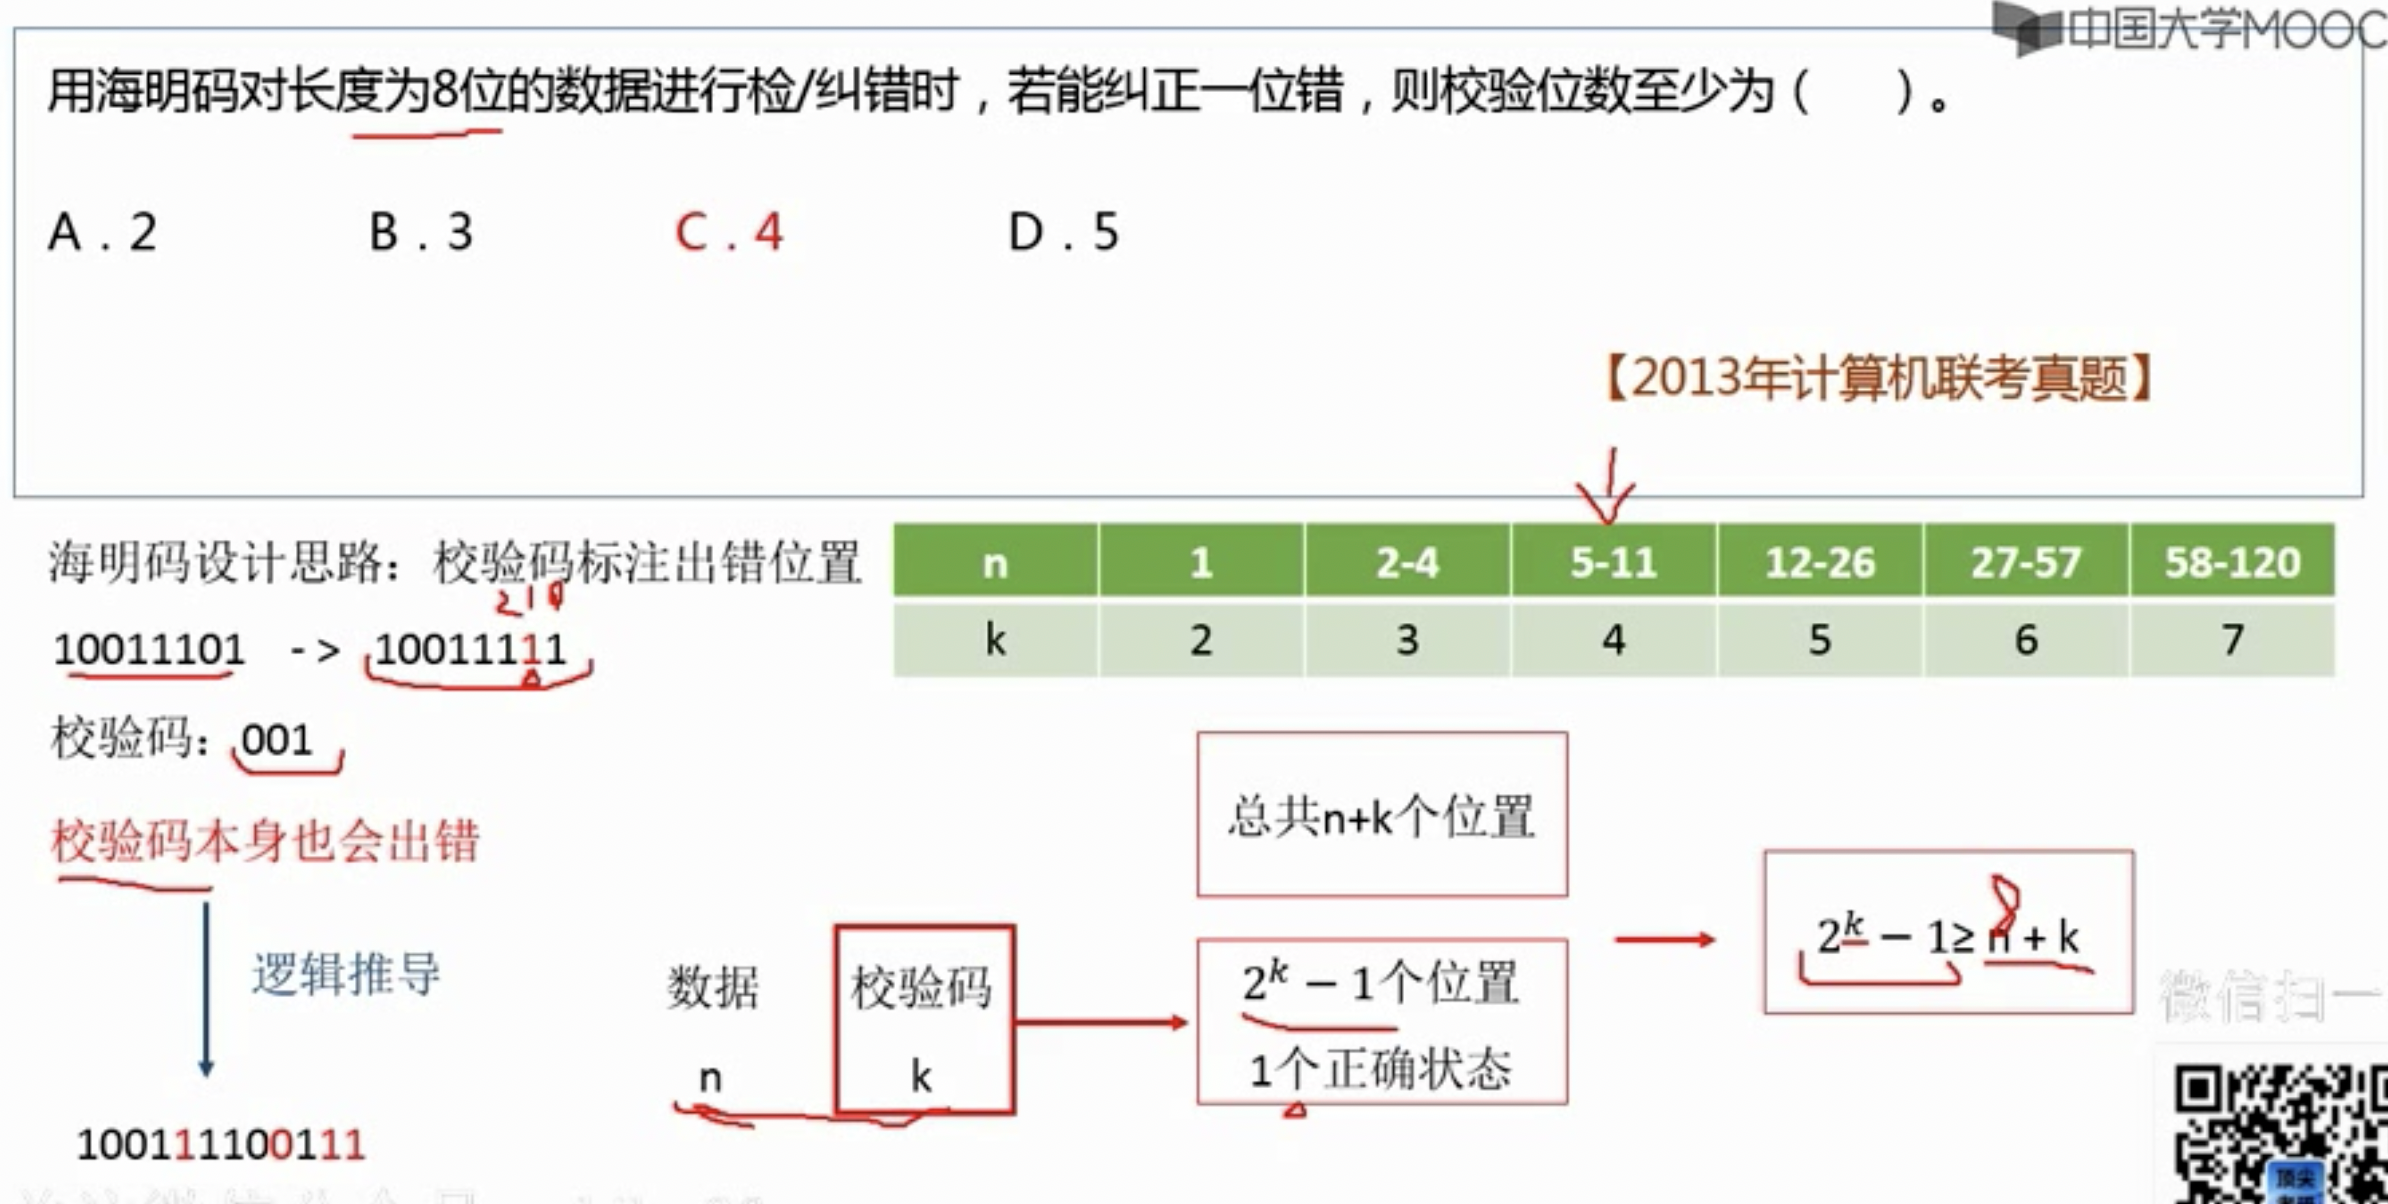 中国大学MOOC
用海明码对长度为8位的数据进行检/纠错时，若能纠正一位错，则校验位数至少为（　　）。
A．2　B．3　C．4　D．5
【2013年计算机联考真题】
海明码设计思路：校验码标注出错位置
n 1 2-4 5-11 12-26 27-57 58-120
k 2 3 4 5 6 7
2 1 0
10011101 -> 10011111
校验码：001
校验码本身也会出错
逻辑推导
100111100111
数据 校验码
n k
总共n+k个位置
2^k − 1个位置
1个正确状态
8
2^k − 1≥ n + k
微信扫一
顶尖